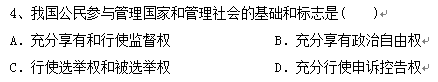 4、我国公民参与管理国家和管理社会的基础和标志是(   )↵
A．充分享有和行使监督权    B．充分享有政治自由权↵
C．行使选举权和被选举权    D．充分行使申诉控告权↵